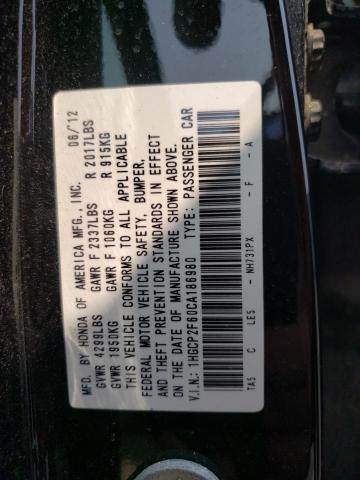 MFD. BY HONDA OF AMERICA MFG., INC. 06/12
GVWR 4299LBS GAWR F 2337LBS R 2017LBS
GVWR 1950KG GAWR F 1060KG R 915KG
THIS VEHICLE CONFORMS TO ALL APPLICABLE
FEDERAL MOTOR VEHICLE SAFETY, BUMPER,
AND THEFT PREVENTION STANDARDS IN EFFECT
ON THE DATE OF MANUFACTURE SHOWN ABOVE.
V.I.N.: 1HGCP2F60CA186980 TYPE: PASSENGER CAR
TA5 C LE5 - NH731PX - F - A